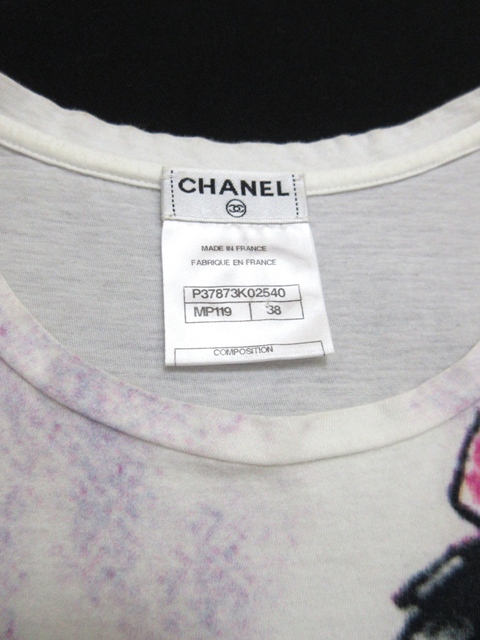 CHANEL
MADE IN FRANCE
FABRIQUE EN FRANCE
P37873K02540
MP119 38
COMPOSITION